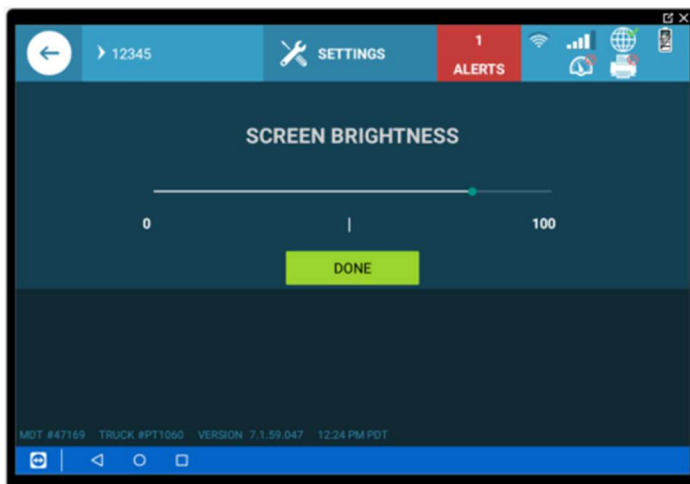 12345
SETTINGS
1
ALERTS
SCREEN BRIGHTNESS
0 | 100
DONE
MDT #47169 TRUCK #PT1060 VERSION 7.1.59.047 12:24 PM PDT